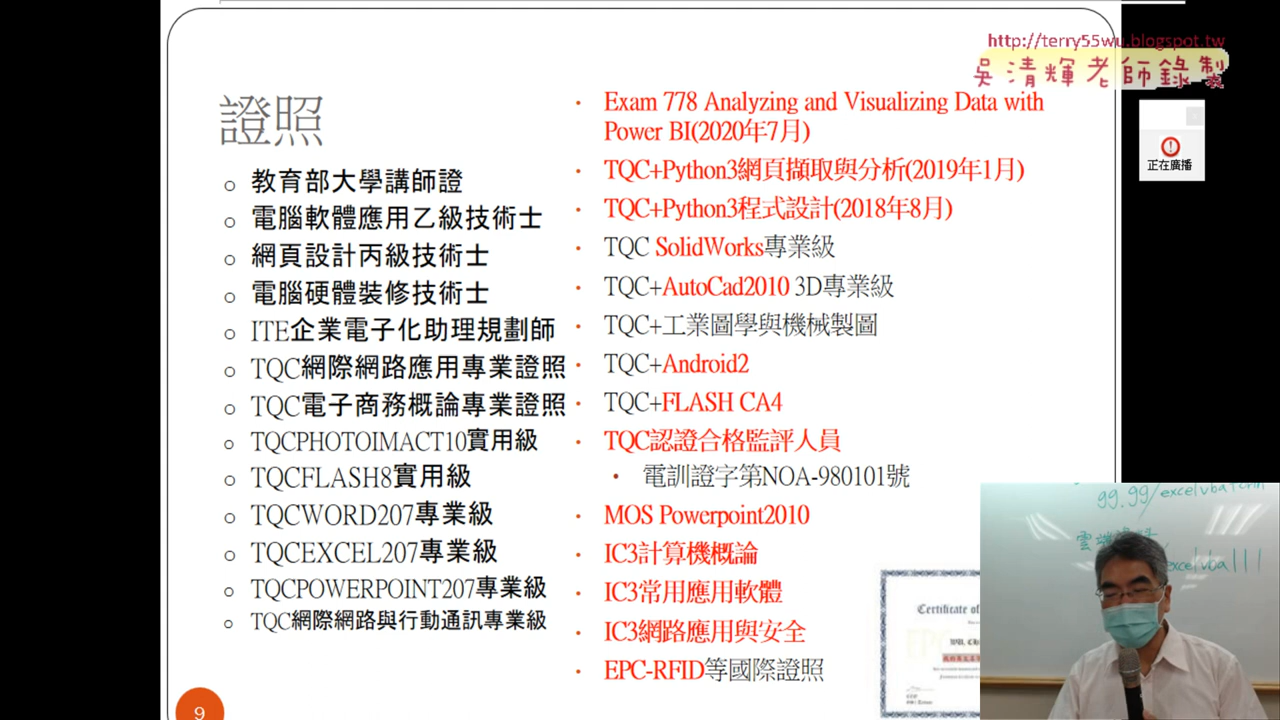 http://terry55wu.blogspot.tw
吳清輝老師錄製
正在廣播
證照
教育部大學講師證
電腦軟體應用乙級技術士
網頁設計丙級技術士
電腦硬體裝修技術士
ITE企業電子化助理規劃師
TQC網際網路應用專業證照
TQC電子商務概論專業證照
TQCPHOTOIMACT10實用級
TQCFLASH8實用級
TQCWORD207專業級
TQCEXCEL207專業級
TQCPOWERPOINT207專業級
TQC網際網路與行動通訊專業級
Exam 778 Analyzing and Visualizing Data with
Power BI(2020年7月)
TQC+Python3網頁擷取與分析(2019年1月)
TQC+Python3程式設計(2018年8月)
TQC SolidWorks專業級
TQC+AutoCad2010 3D專業級
TQC+工業圖學與機械製圖
TQC+Android2
TQC+FLASH CA4
TQC認證合格監評人員
電訓證字第NOA-980101號
MOS Powerpoint2010
IC3計算機概論
IC3常用應用軟體
IC3網路應用與安全
EPC-RFID等國際證照
Certificate of
9
gg.gg/excelvba
雲端
excelvba111